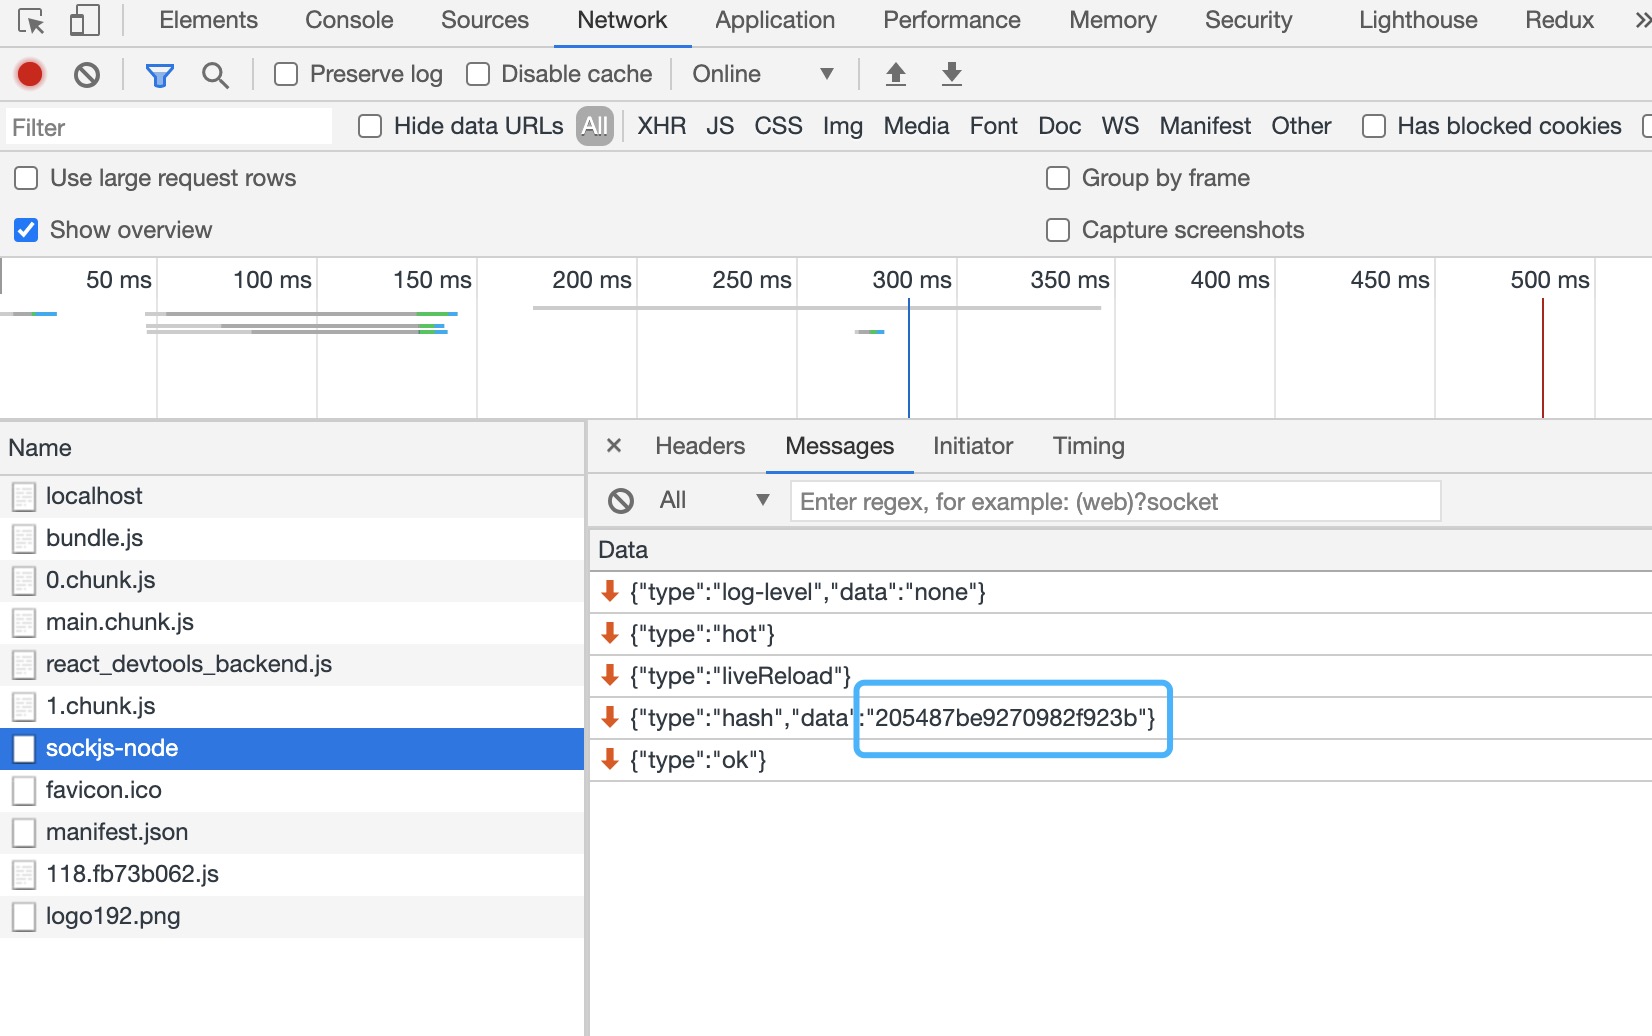 Elements Console Sources Network Application Performance Memory Security Lighthouse Redux »
Preserve log Disable cache Online
Filter Hide data URLs All XHR JS CSS Img Media Font Doc WS Manifest Other Has blocked cookies
Use large request rows Group by frame
Show overview Capture screenshots
50 ms 100 ms 150 ms 200 ms 250 ms 300 ms 350 ms 400 ms 450 ms 500 ms
Name
localhost
bundle.js
0.chunk.js
main.chunk.js
react_devtools_backend.js
1.chunk.js
sockjs-node
favicon.ico
manifest.json
118.fb73b062.js
logo192.png
× Headers Messages Initiator Timing
All Enter regex, for example: (web)?socket
Data
{"type":"log-level","data":"none"}
{"type":"hot"}
{"type":"liveReload"}
{"type":"hash","data":"205487be9270982f923b"}
{"type":"ok"}